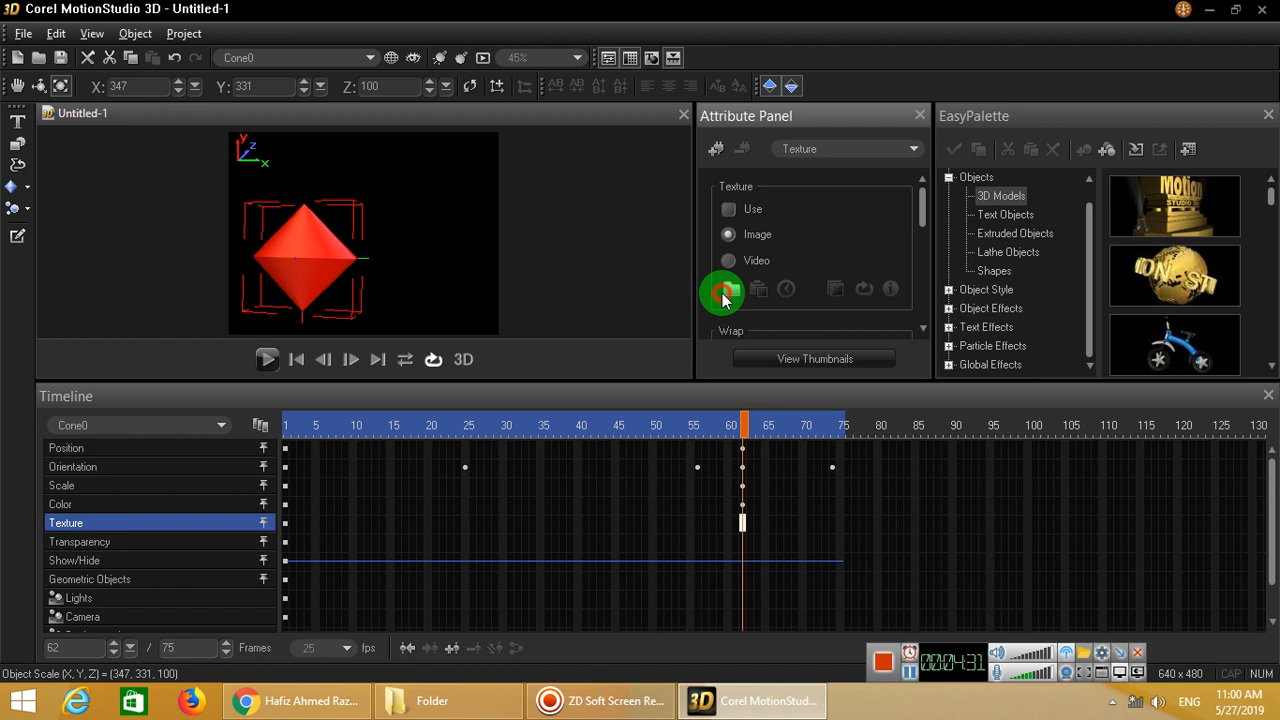 Corel MotionStudio 3D - Untitled-1
File Edit View Object Project
Cone0 45%
X: 347 Y: 331 Z: 100
Untitled-1
y
z
x
3D
Attribute Panel
Texture
Texture
Use
Image
Video
Wrap
View Thumbnails
EasyPalette
Objects
3D Models
Text Objects
Extruded Objects
Lathe Objects
Shapes
Object Style
Object Effects
Text Effects
Particle Effects
Global Effects
Timeline
Cone0
1 5 10 15 20 25 30 35 40 45 50 55 60 65 70 75 80 85 90 95 100 105 110 115 120 125 130
Position
Orientation
Scale
Color
Texture
Transparency
Show/Hide
Geometric Objects
Lights
Camera
62 / 75 Frames 25 fps
00:04:31
Object Scale (X, Y, Z) = (347, 331, 100)
640 x 480 CAP NUM
Hafiz Ahmed Raz...
Folder
ZD Soft Screen Re...
3D Corel MotionStud...
ENG
11:00 AM
5/27/2019